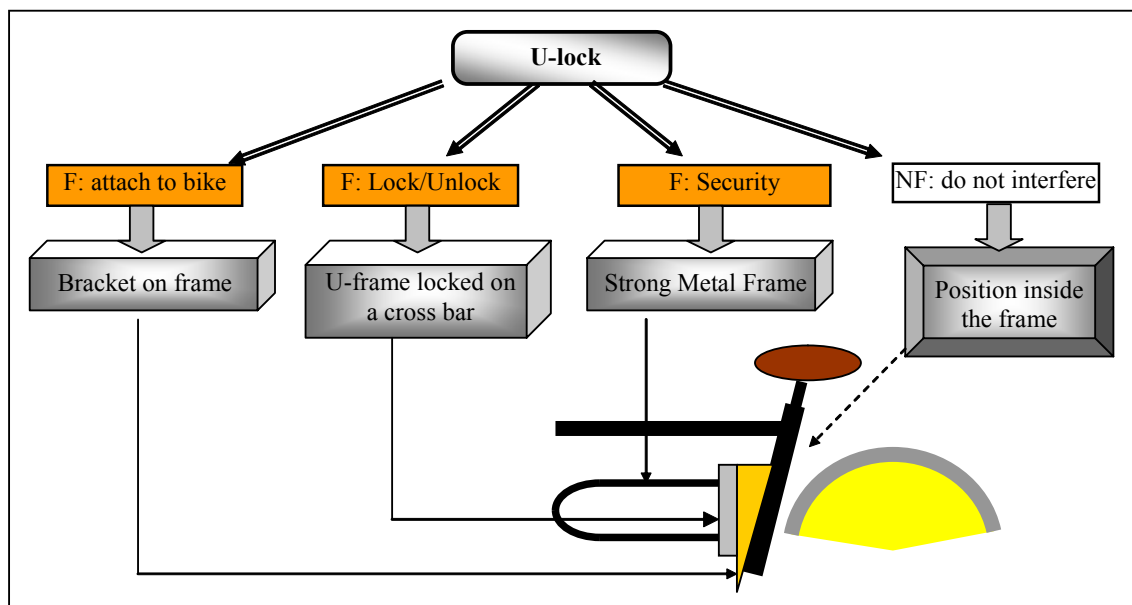 U-lock
F: attach to bike
F: Lock/Unlock
F: Security
NF: do not interfere
Bracket on frame
U-frame locked on
a cross bar
Strong Metal Frame
Position inside
the frame